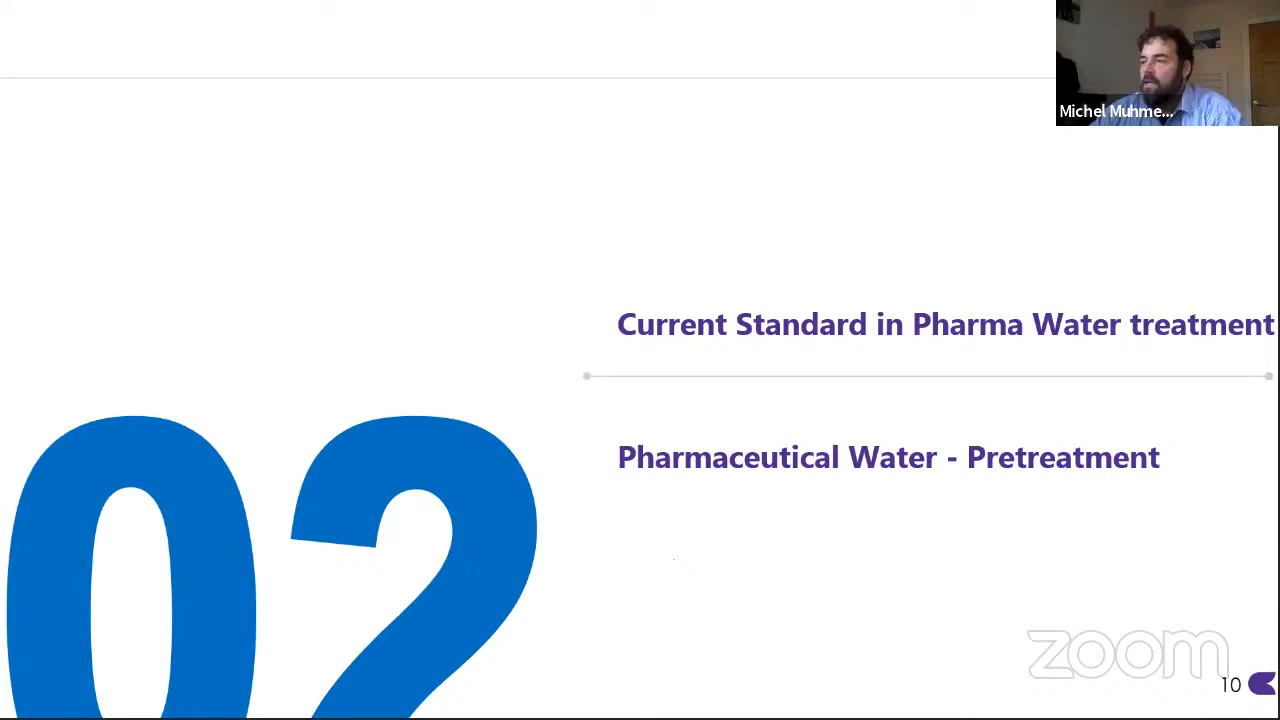 Michel Muhme...
Current Standard in Pharma Water treatment
Pharmaceutical Water - Pretreatment
02
zoom
10